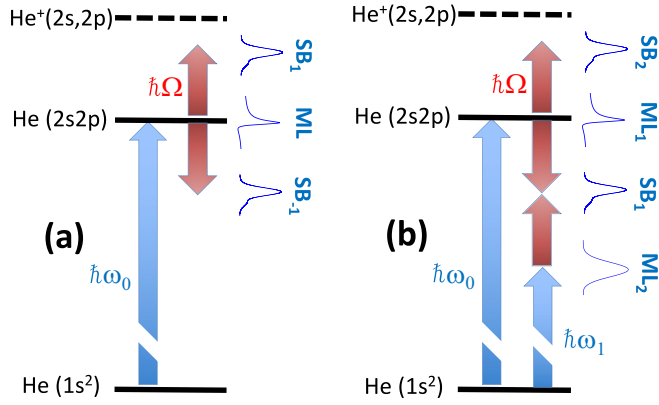 He⁺(2s,2p)
SB₁
ħΩ
He (2s2p)
ML
SB₋₁
(a)
ħω₀
He (1s²)
He⁺(2s,2p)
SB₂
ħΩ
He (2s2p)
ML₁
SB₁
(b)
ML₂
ħω₀
ħω₁
He (1s²)